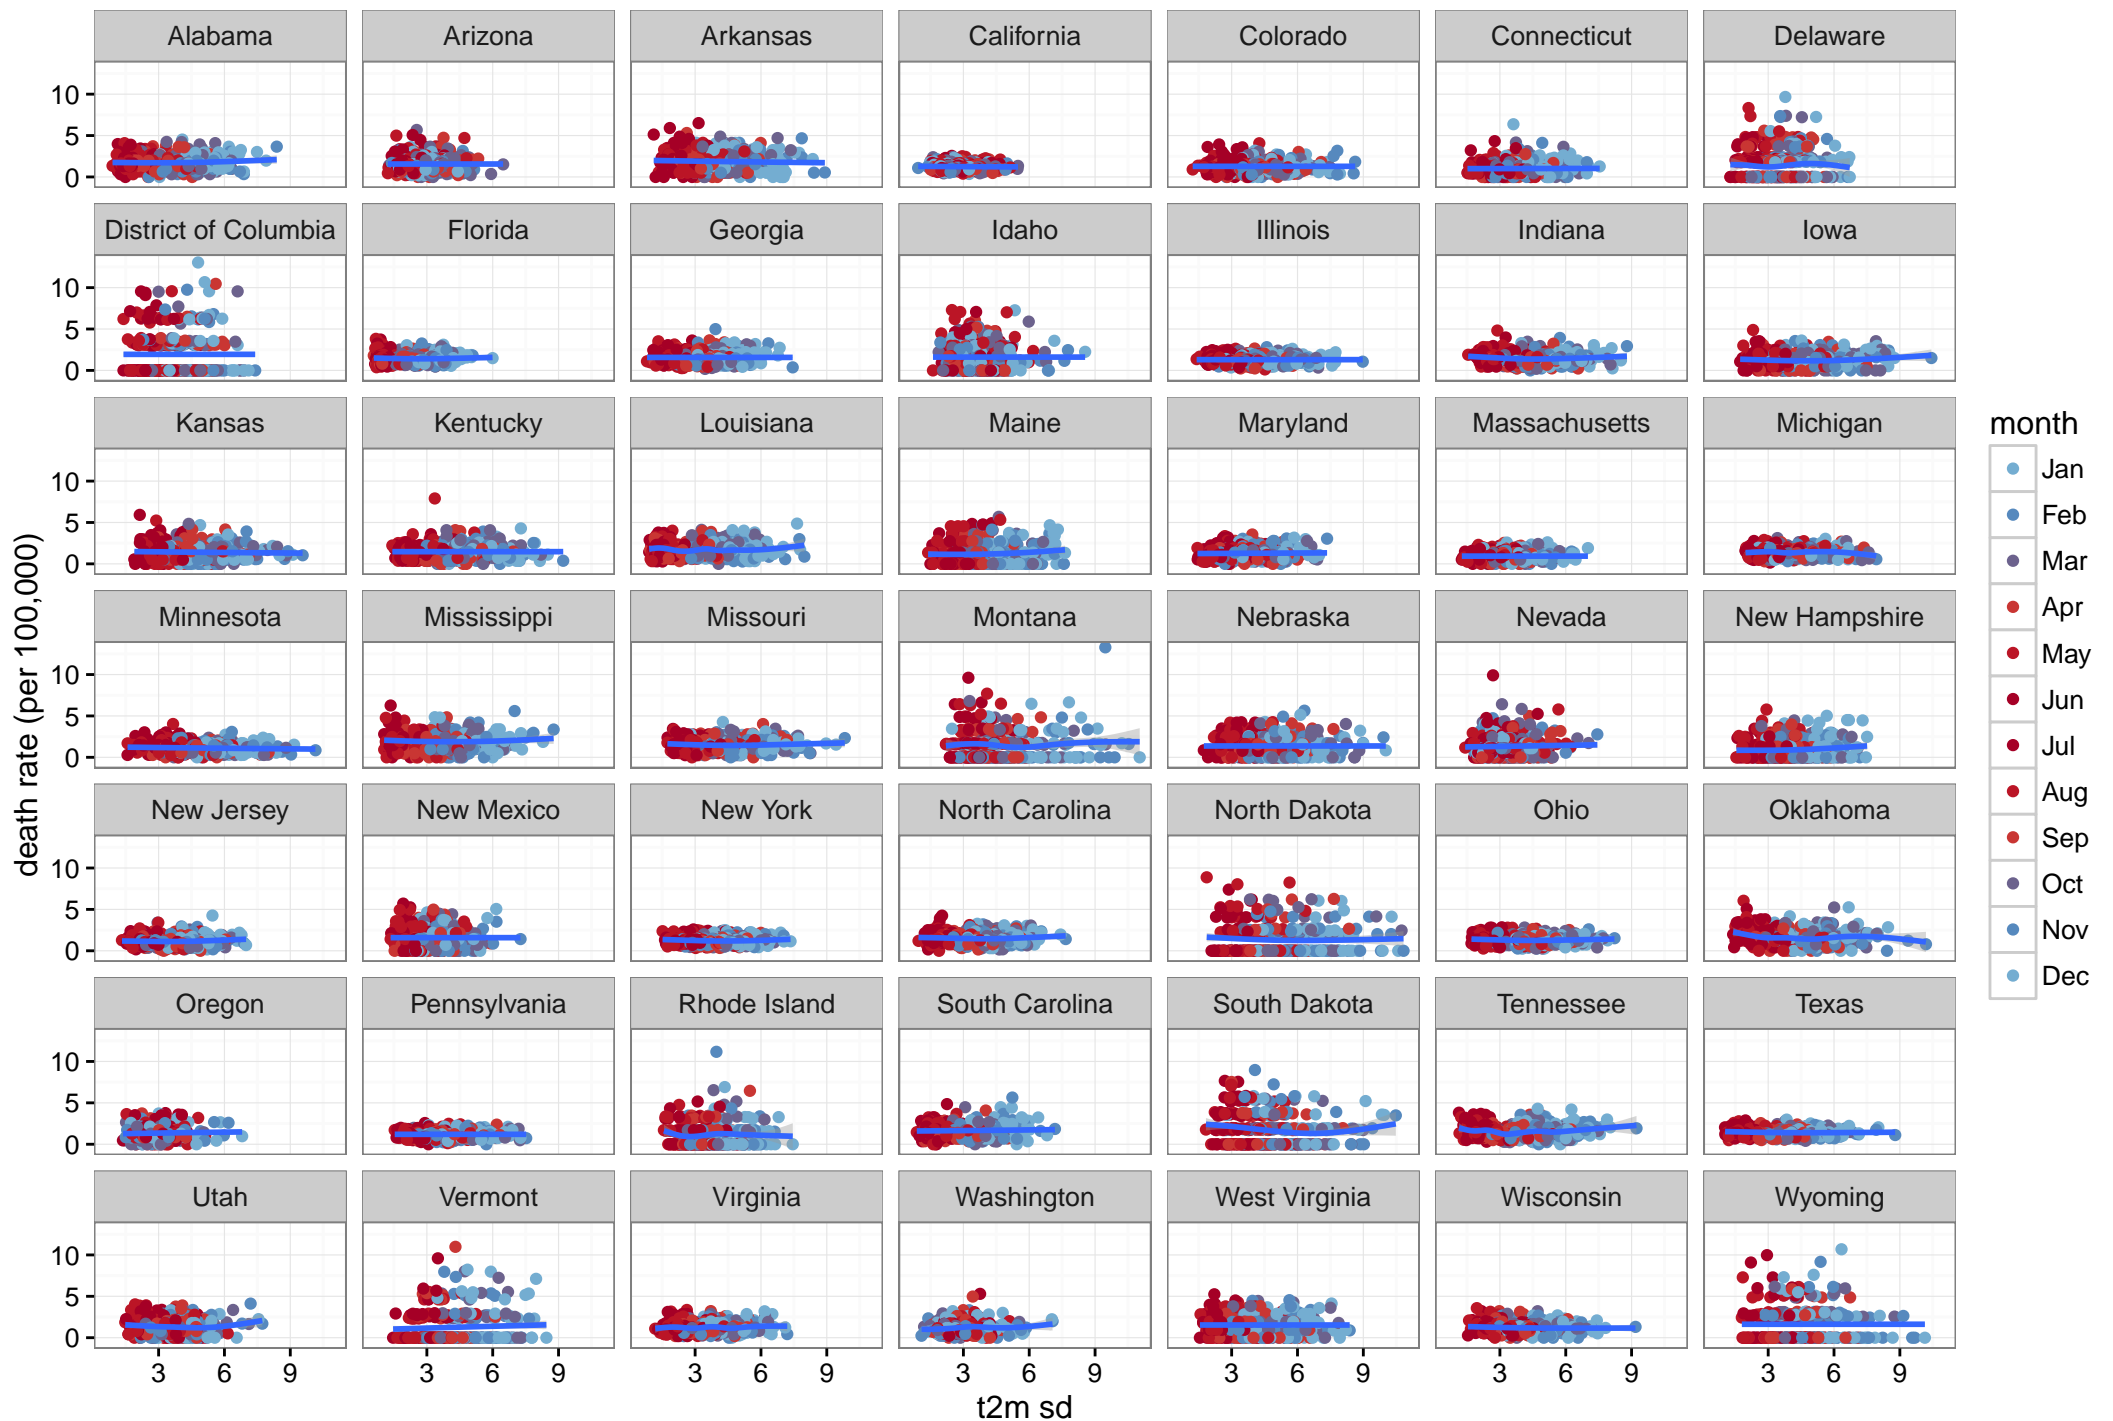 Alabama Arizona Arkansas California Colorado Connecticut Delaware
10
5
0
District of Columbia Florida Georgia Idaho Illinois Indiana Iowa
10
5
0
Kansas Kentucky Louisiana Maine Maryland Massachusetts Michigan
10
5
0
Minnesota Mississippi Missouri Montana Nebraska Nevada New Hampshire
10
5
0
New Jersey New Mexico New York North Carolina North Dakota Ohio Oklahoma
10
5
0
Oregon Pennsylvania Rhode Island South Carolina South Dakota Tennessee Texas
10
5
0
Utah Vermont Virginia Washington West Virginia Wisconsin Wyoming
10
5
0
3 6 9 3 6 9 3 6 9 3 6 9 3 6 9 3 6 9 3 6 9
t2m sd
death rate (per 100,000)
month
Jan
Feb
Mar
Apr
May
Jun
Jul
Aug
Sep
Oct
Nov
Dec